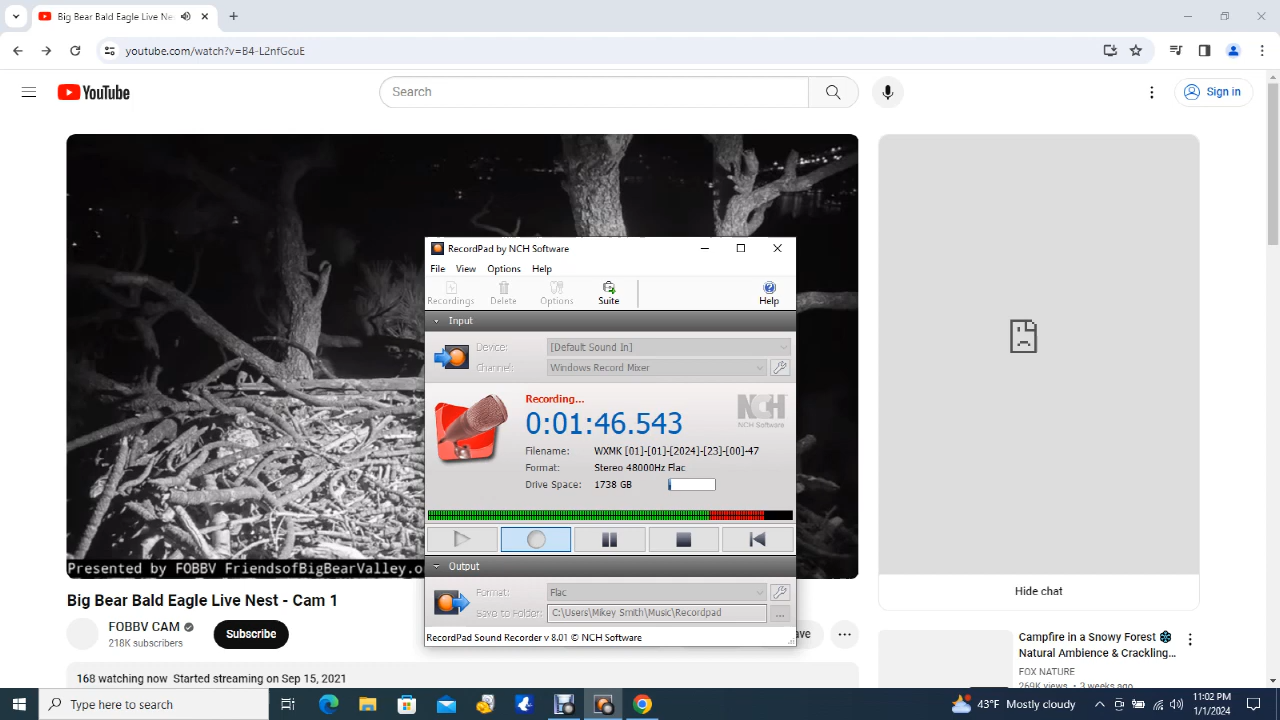 Big Bear Bald Eagle Live Ne
youtube.com/watch?v=B4-L2nfGcuE
YouTube
Search
Sign in
RecordPad by NCH Software
File View Options Help
Recordings Delete Options Suite Help
Input
Device: [Default Sound In]
Channel: Windows Record Mixer
Recording...
0:01:46.543
NCH
NCH Software
Filename: WXMK [01]-[01]-[2024]-[23]-[00]-47
Format: Stereo 48000Hz Flac
Drive Space: 1738 GB
Output
Format: Flac
Save to Folder: C:\Users\Mikey Smith\Music\Recordpad ...
RecordPad Sound Recorder v 8.01 © NCH Software
Presented by FOBBV FriendsofBigBearValley.o
Big Bear Bald Eagle Live Nest - Cam 1
FOBBV CAM
218K subscribers
Subscribe
ave
168 watching now Started streaming on Sep 15, 2021
Hide chat
Campfire in a Snowy Forest
Natural Ambience & Crackling...
FOX NATURE
269K views • 3 weeks ago
Type here to search
43°F Mostly cloudy
11:02 PM
1/1/2024